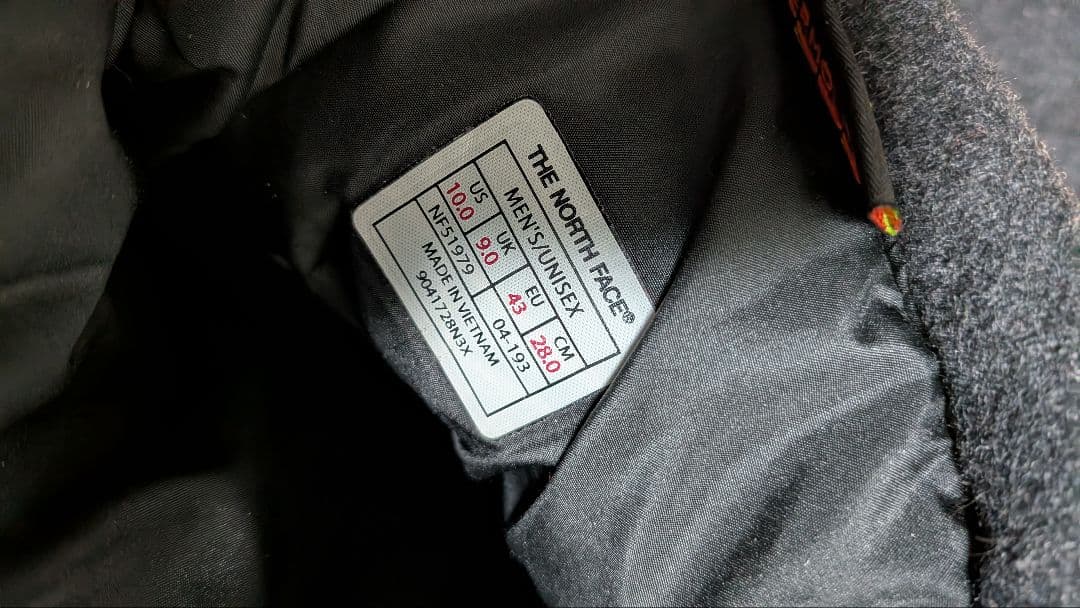 THE NORTH FACE®
MEN'S/UNISEX
US UK EU CM
10.0 9.0 43 28.0
NF51979 04-193
MADE IN VIETNAM
9041728N3X